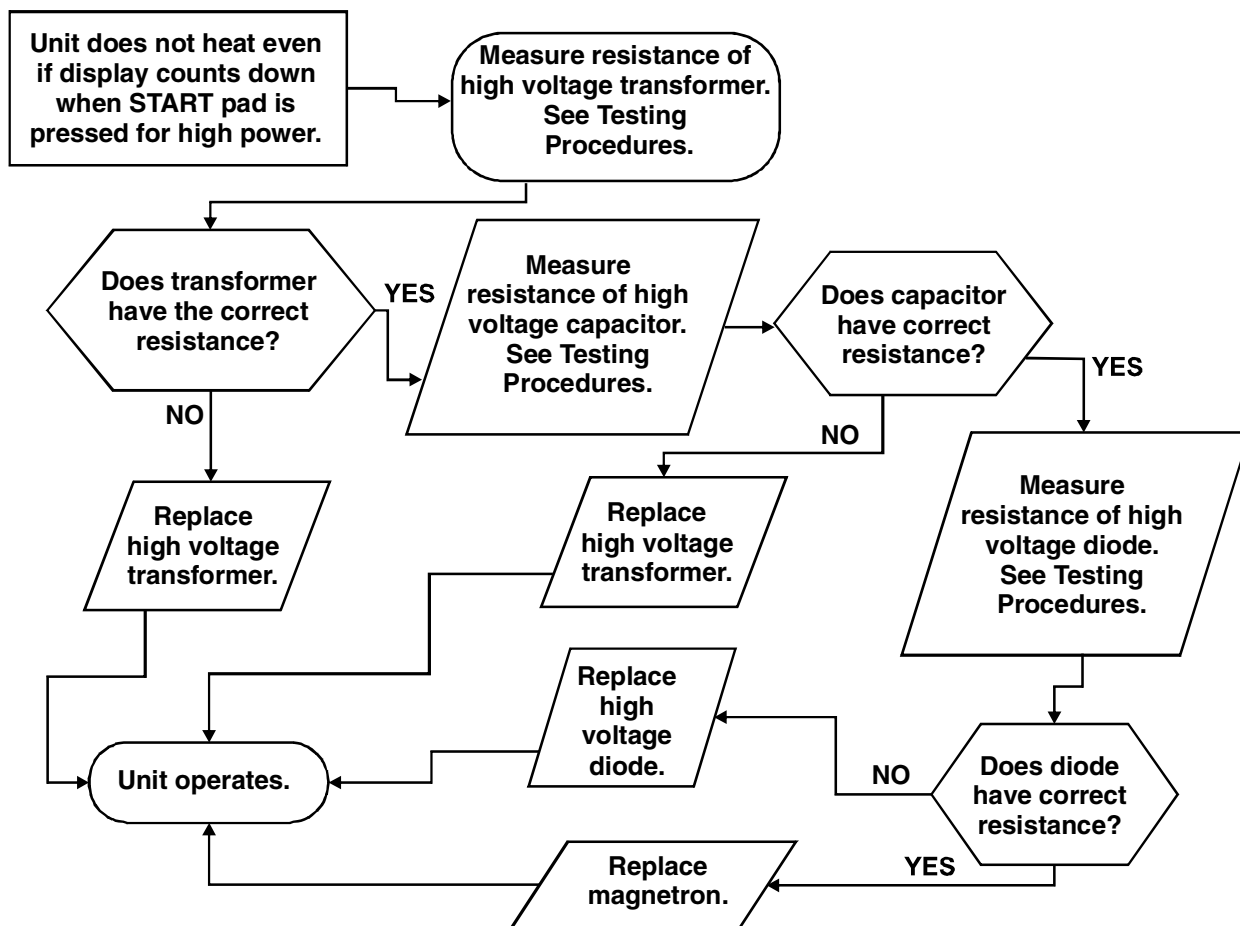 Unit does not heat even
if display counts down
when START pad is
pressed for high power.
Measure resistance of
high voltage transformer.
See Testing
Procedures.
Does transformer
have the correct
resistance?
YES
NO
Measure
resistance of high
voltage capacitor.
See Testing
Procedures.
Does capacitor
have correct
resistance?
YES
NO
Replace
high voltage
transformer.
Replace
high voltage
transformer.
Measure
resistance of high
voltage diode.
See Testing
Procedures.
Replace
high
voltage
diode.
Unit operates.
NO
Does diode
have correct
resistance?
YES
Replace
magnetron.